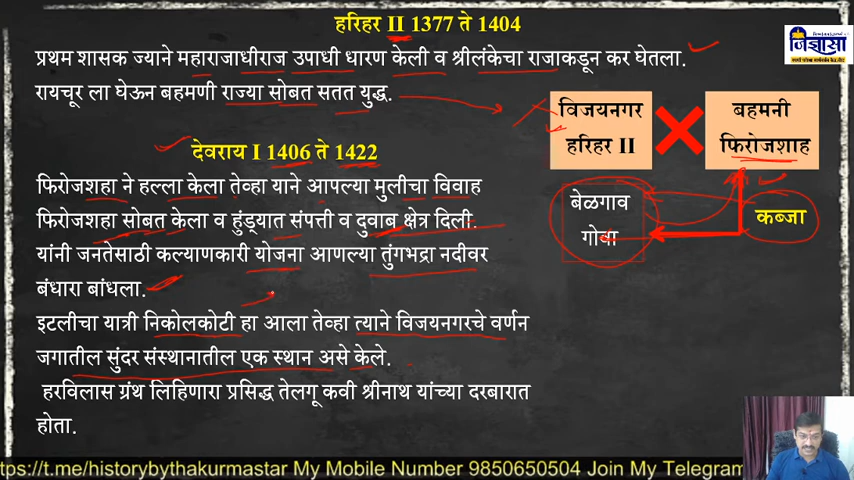 हरिहर II 1377 ते 1404
प्रथम शासक ज्याने महाराजाधीराज उपाधी धारण केली व श्रीलंकेचा राजाकडून कर घेतला.
रायचूर ला घेऊन बहमणी राज्या सोबत सतत युद्ध.
विजयनगर
हरिहर II
बहमनी
फिरोजशाह
बेळगाव
गोवा
कब्जा
देवराय I 1406 ते 1422
फिरोजशहा ने हल्ला केला तेव्हा याने आपल्या मुलीचा विवाह
फिरोजशहा सोबत केला व हुंड्यात संपत्ती व दुवाब क्षेत्र दिली.
यांनी जनतेसाठी कल्याणकारी योजना आणल्या तुंगभद्रा नदीवर
बंधारा बांधला.
इटलीचा यात्री निकोलकोटी हा आला तेव्हा त्याने विजयनगरचे वर्णन
जगातील सुंदर संस्थानातील एक स्थान असे केले.
हरविलास ग्रंथ लिहिणारा प्रसिद्ध तेलगू कवी श्रीनाथ यांच्या दरबारात
होता.
जिज्ञासा
ttps://t.me/historybythakurmastar My Mobile Number 9850650504 Join My Telegram